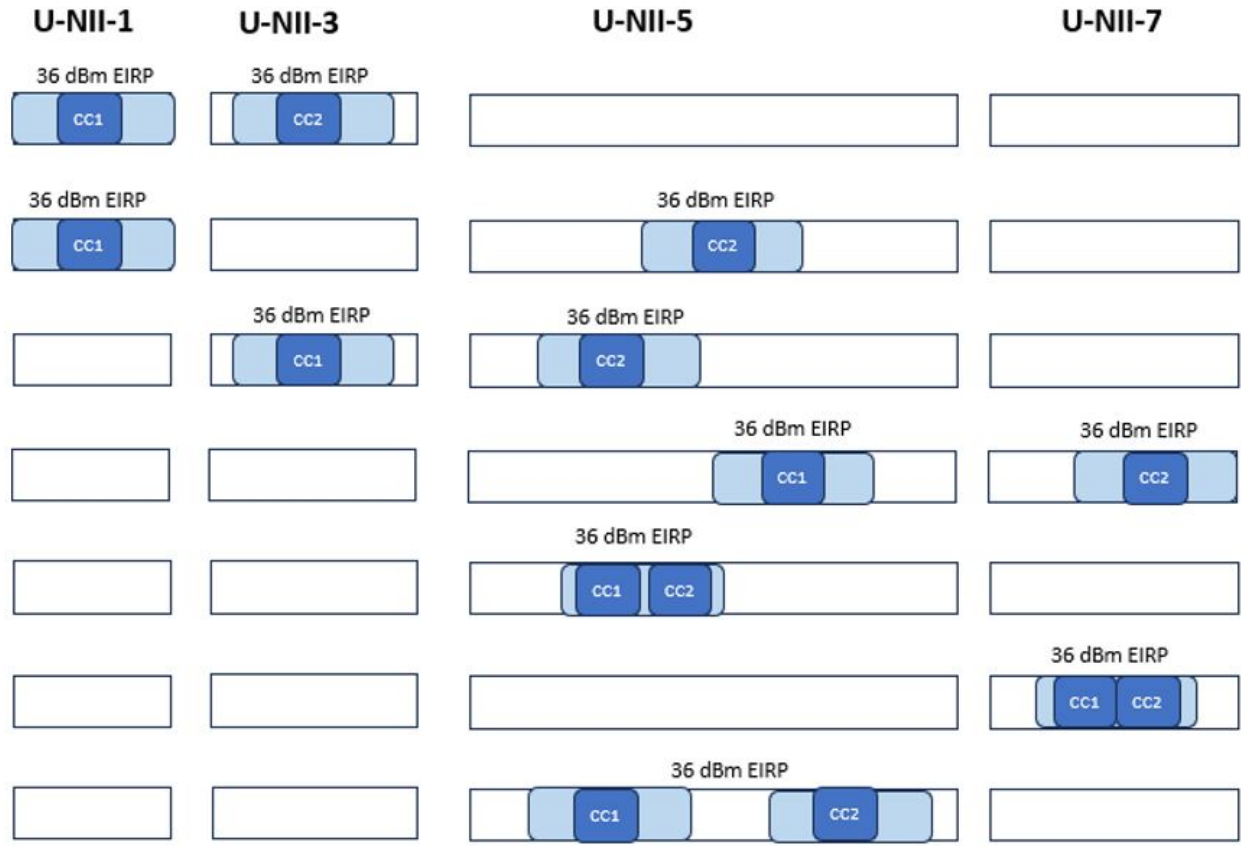 U-NII-1 U-NII-3 U-NII-5 U-NII-7
36 dBm EIRP 36 dBm EIRP
CC1 CC2
36 dBm EIRP 36 dBm EIRP
CC1 CC2
36 dBm EIRP 36 dBm EIRP
CC1 CC2
36 dBm EIRP 36 dBm EIRP
CC1 CC2
36 dBm EIRP
CC1 CC2
36 dBm EIRP
CC1 CC2
36 dBm EIRP
CC1 CC2